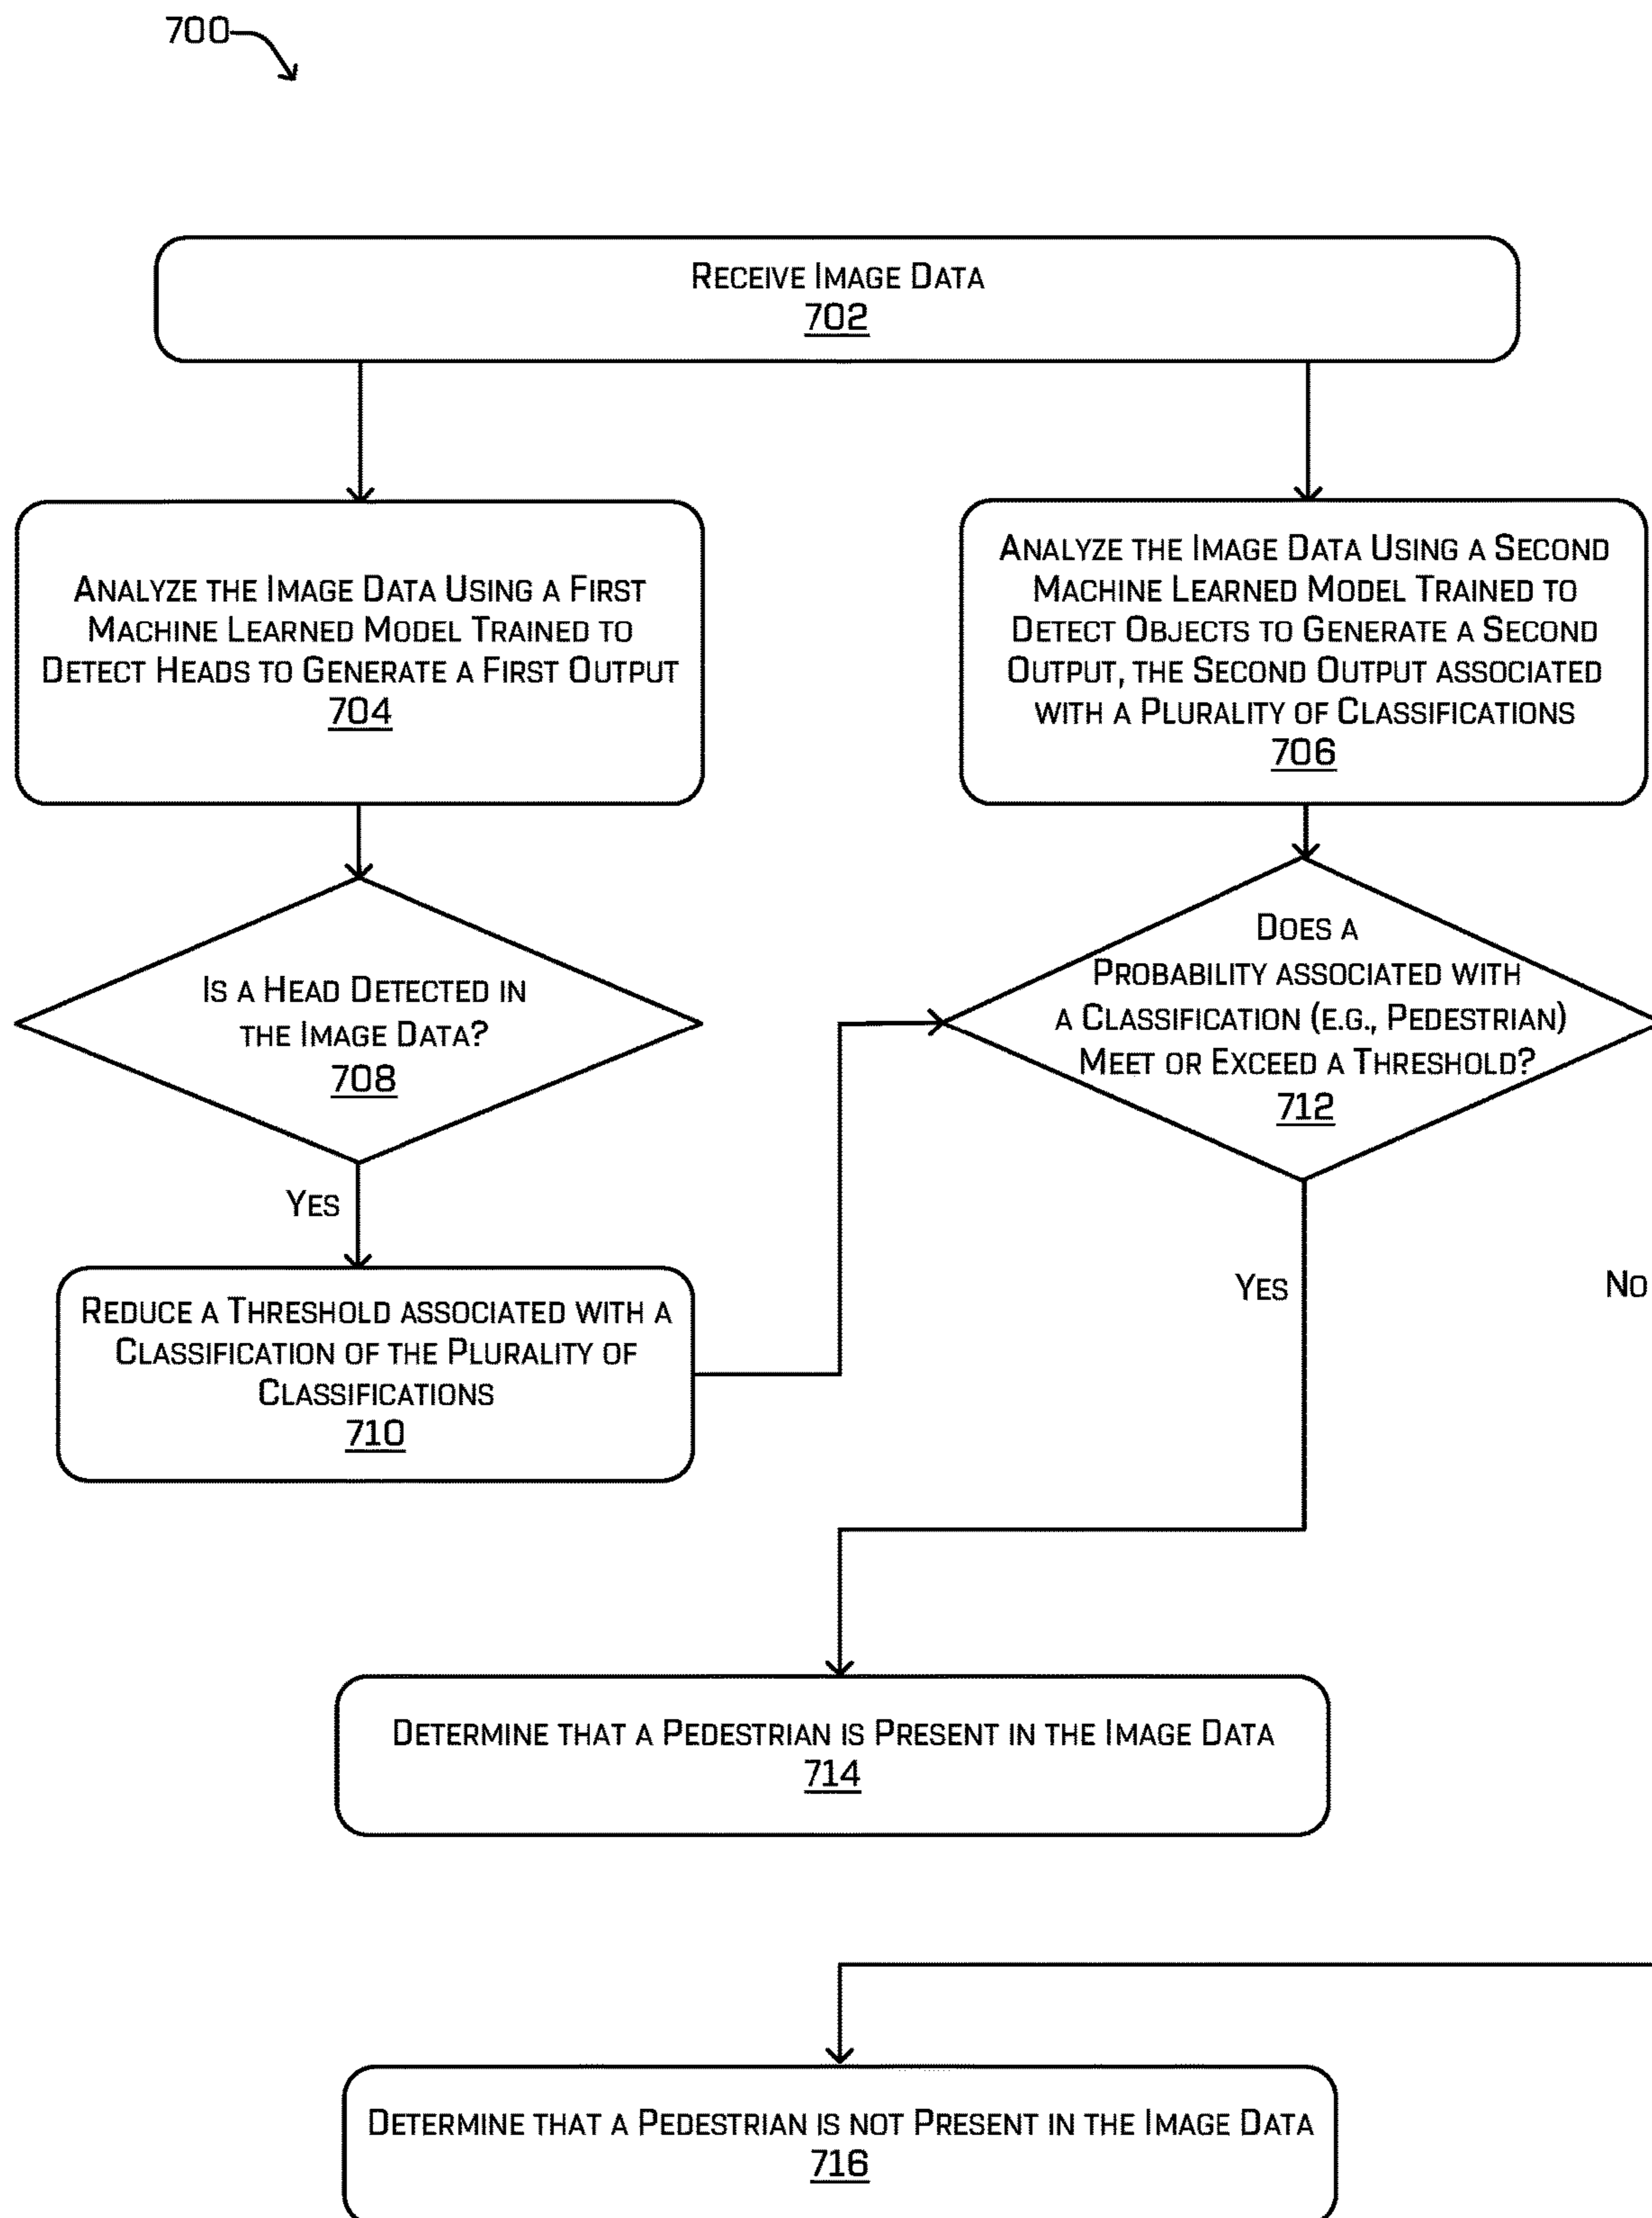 700
RECEIVE IMAGE DATA
702
ANALYZE THE IMAGE DATA USING A FIRST
MACHINE LEARNED MODEL TRAINED TO
DETECT HEADS TO GENERATE A FIRST OUTPUT
704
ANALYZE THE IMAGE DATA USING A SECOND
MACHINE LEARNED MODEL TRAINED TO
DETECT OBJECTS TO GENERATE A SECOND
OUTPUT, THE SECOND OUTPUT ASSOCIATED
WITH A PLURALITY OF CLASSIFICATIONS
706
IS A HEAD DETECTED IN
THE IMAGE DATA?
708
DOES A
PROBABILITY ASSOCIATED WITH
A CLASSIFICATION (E.G., PEDESTRIAN)
MEET OR EXCEED A THRESHOLD?
712
YES
REDUCE A THRESHOLD ASSOCIATED WITH A
CLASSIFICATION OF THE PLURALITY OF
CLASSIFICATIONS
710
YES
NO
DETERMINE THAT A PEDESTRIAN IS PRESENT IN THE IMAGE DATA
714
DETERMINE THAT A PEDESTRIAN IS NOT PRESENT IN THE IMAGE DATA
716